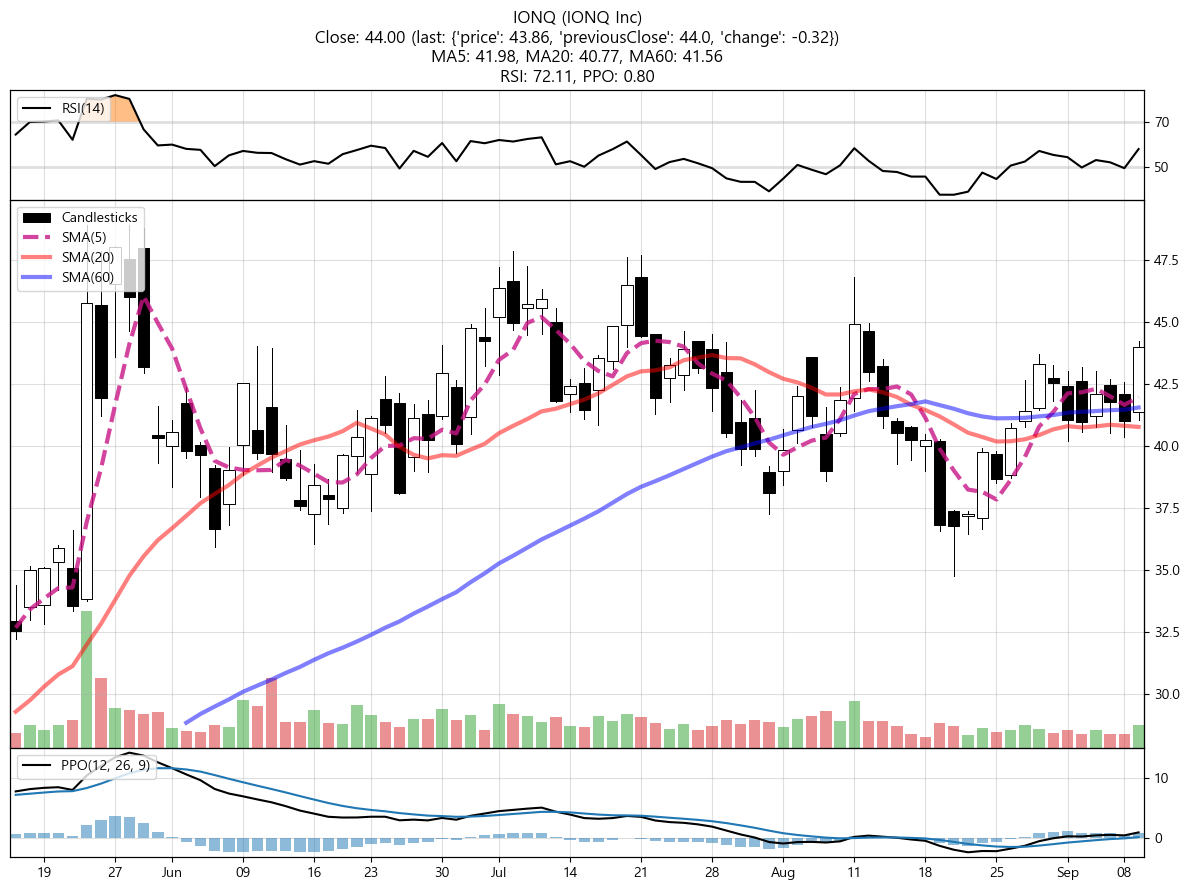 IONQ (IONQ Inc)
Close: 44.00 (last: {'price': 43.86, 'previousClose': 44.0, 'change': -0.32})
MA5: 41.98, MA20: 40.77, MA60: 41.56
RSI: 72.11, PPO: 0.80
RSI(14)
70
50
Candlesticks
SMA(5)
SMA(20)
SMA(60)
47.5
45.0
42.5
40.0
37.5
35.0
32.5
30.0
PPO(12, 26, 9)
10
0
19 27 Jun 09 16 23 30 Jul 14 21 28 Aug 11 18 25 Sep 08